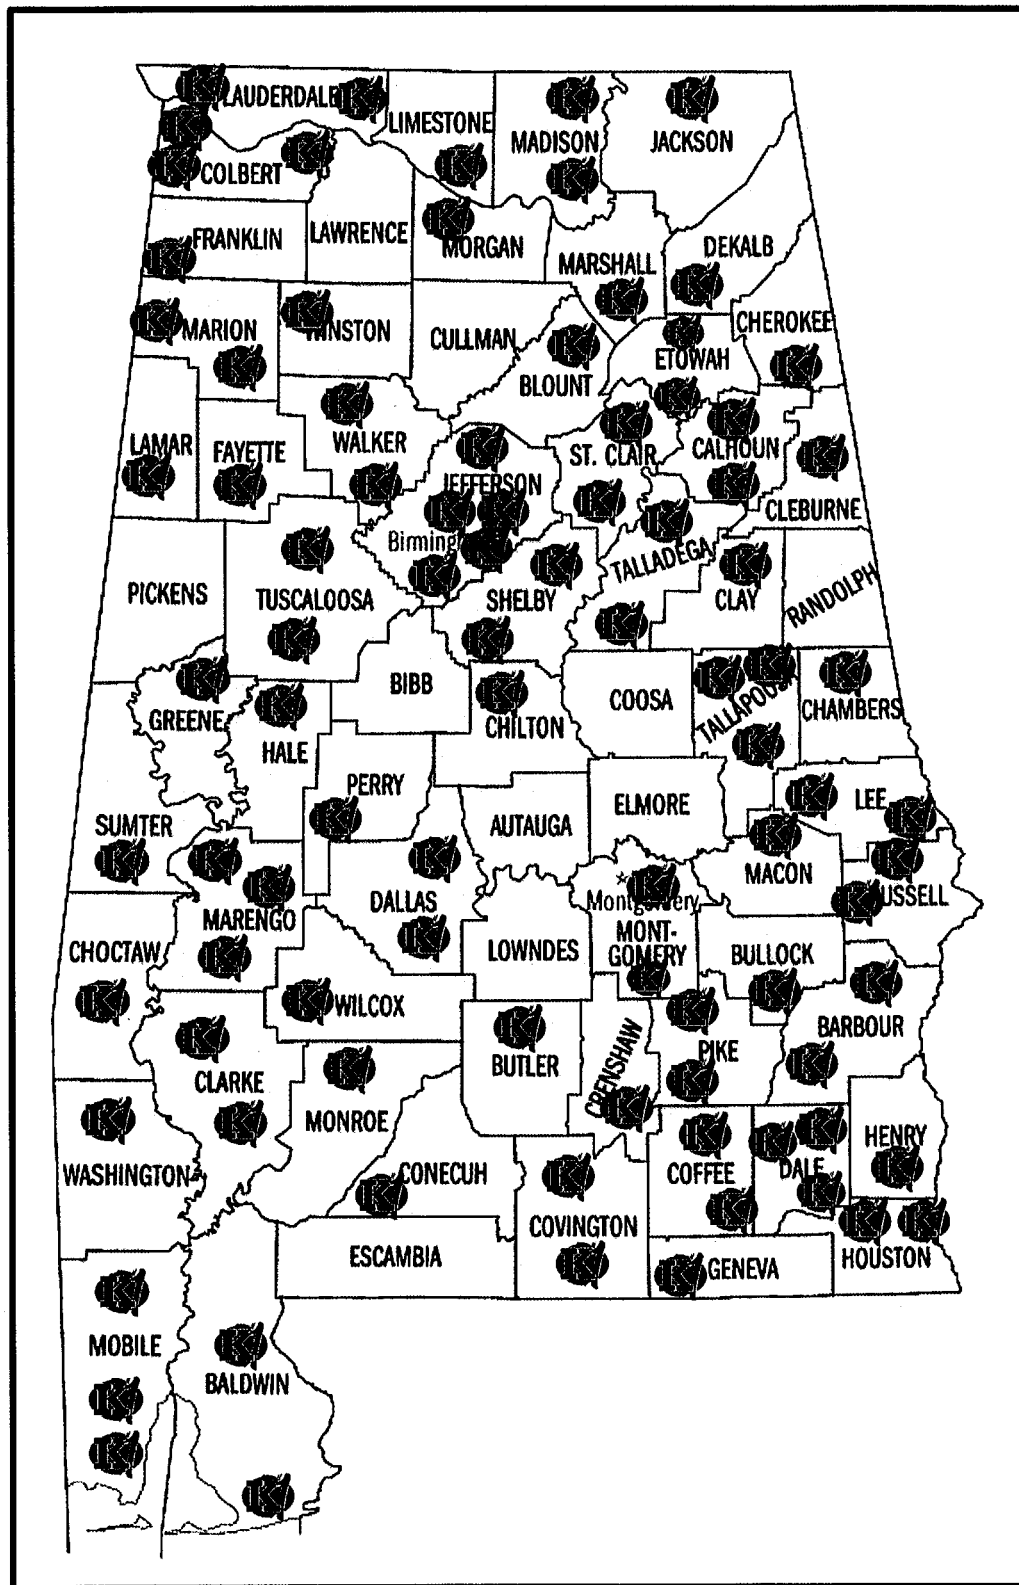 LAUDERDALE
LIMESTONE
MADISON
JACKSON
COLBERT
FRANKLIN
LAWRENCE
MORGAN
MARSHALL
DEKALB
MARION
WINSTON
CULLMAN
BLOUNT
ETOWAH
CHEROKEE
LAMAR
FAYETTE
WALKER
JEFFERSON
ST. CLAIR
CALHOUN
CLEBURNE
Birming
PICKENS
TUSCALOOSA
SHELBY
TALLADEGA
CLAY
RANDOLPH
BIBB
CHILTON
COOSA
TALLAPOOSA
CHAMBERS
GREENE
HALE
PERRY
AUTAUGA
ELMORE
LEE
SUMTER
MARENGO
DALLAS
MACON
RUSSELL
Montgomery
MONT-
GOMERY
CHOCTAW
LOWNDES
BULLOCK
WILCOX
BARBOUR
CLARKE
BUTLER
CRENSHAW
PIKE
MONROE
WASHINGTON
CONECUH
COFFEE
DALE
HENRY
COVINGTON
ESCAMBIA
GENEVA
HOUSTON
MOBILE
BALDWIN